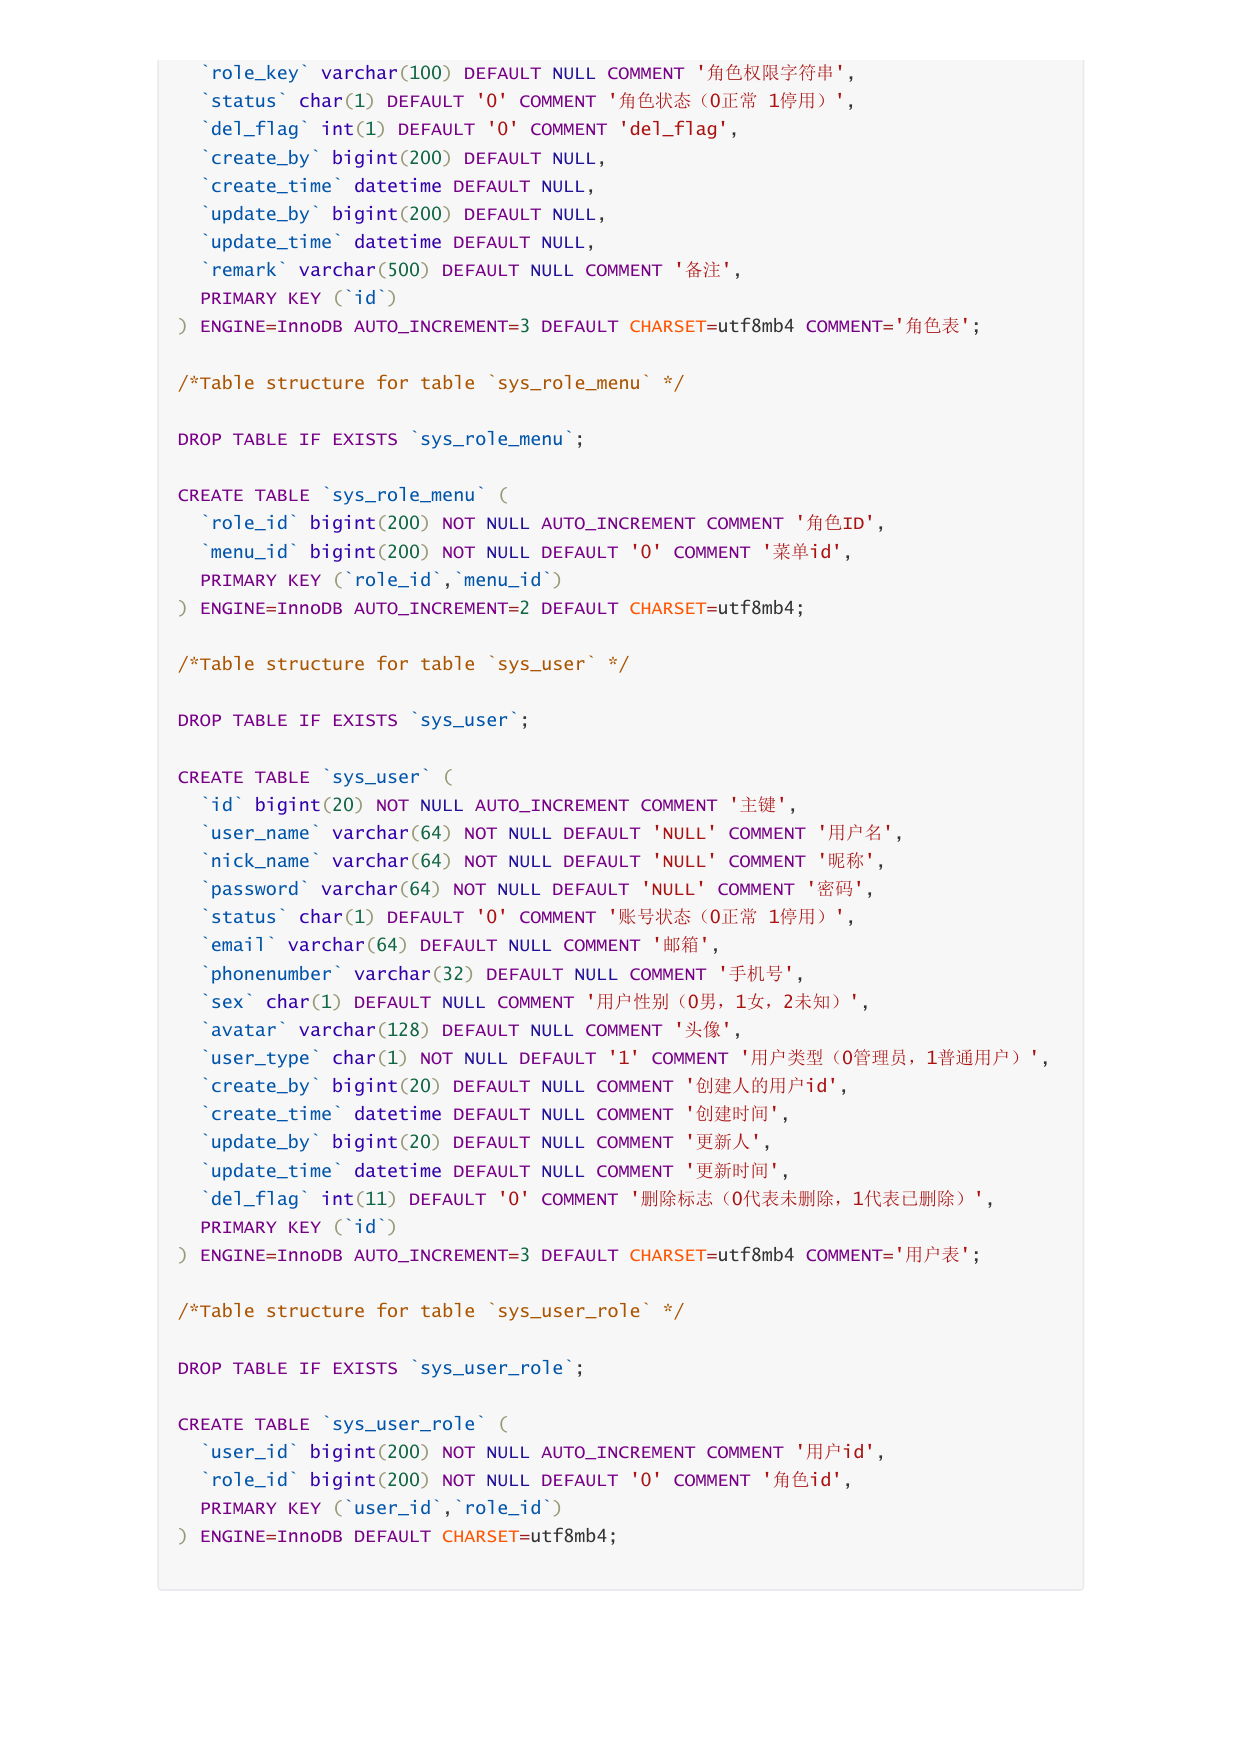 `role_key` varchar(100) DEFAULT NULL COMMENT '角色权限字符串',
`status` char(1) DEFAULT '0' COMMENT '角色状态（0正常 1停用）',
`del_flag` int(1) DEFAULT '0' COMMENT 'del_flag',
`create_by` bigint(200) DEFAULT NULL,
`create_time` datetime DEFAULT NULL,
`update_by` bigint(200) DEFAULT NULL,
`update_time` datetime DEFAULT NULL,
`remark` varchar(500) DEFAULT NULL COMMENT '备注',
PRIMARY KEY (`id`)
) ENGINE=InnoDB AUTO_INCREMENT=3 DEFAULT CHARSET=utf8mb4 COMMENT='角色表';
/*Table structure for table `sys_role_menu` */
DROP TABLE IF EXISTS `sys_role_menu`;
CREATE TABLE `sys_role_menu` (
`role_id` bigint(200) NOT NULL AUTO_INCREMENT COMMENT '角色ID',
`menu_id` bigint(200) NOT NULL DEFAULT '0' COMMENT '菜单id',
PRIMARY KEY (`role_id`,`menu_id`)
) ENGINE=InnoDB AUTO_INCREMENT=2 DEFAULT CHARSET=utf8mb4;
/*Table structure for table `sys_user` */
DROP TABLE IF EXISTS `sys_user`;
CREATE TABLE `sys_user` (
`id` bigint(20) NOT NULL AUTO_INCREMENT COMMENT '主键',
`user_name` varchar(64) NOT NULL DEFAULT 'NULL' COMMENT '用户名',
`nick_name` varchar(64) NOT NULL DEFAULT 'NULL' COMMENT '昵称',
`password` varchar(64) NOT NULL DEFAULT 'NULL' COMMENT '密码',
`status` char(1) DEFAULT '0' COMMENT '账号状态（0正常 1停用）',
`email` varchar(64) DEFAULT NULL COMMENT '邮箱',
`phonenumber` varchar(32) DEFAULT NULL COMMENT '手机号',
`sex` char(1) DEFAULT NULL COMMENT '用户性别（0男，1女，2未知）',
`avatar` varchar(128) DEFAULT NULL COMMENT '头像',
`user_type` char(1) NOT NULL DEFAULT '1' COMMENT '用户类型（0管理员，1普通用户）',
`create_by` bigint(20) DEFAULT NULL COMMENT '创建人的用户id',
`create_time` datetime DEFAULT NULL COMMENT '创建时间',
`update_by` bigint(20) DEFAULT NULL COMMENT '更新人',
`update_time` datetime DEFAULT NULL COMMENT '更新时间',
`del_flag` int(11) DEFAULT '0' COMMENT '删除标志（0代表未删除，1代表已删除）',
PRIMARY KEY (`id`)
) ENGINE=InnoDB AUTO_INCREMENT=3 DEFAULT CHARSET=utf8mb4 COMMENT='用户表';
/*Table structure for table `sys_user_role` */
DROP TABLE IF EXISTS `sys_user_role`;
CREATE TABLE `sys_user_role` (
`user_id` bigint(200) NOT NULL AUTO_INCREMENT COMMENT '用户id',
`role_id` bigint(200) NOT NULL DEFAULT '0' COMMENT '角色id',
PRIMARY KEY (`user_id`,`role_id`)
) ENGINE=InnoDB DEFAULT CHARSET=utf8mb4;